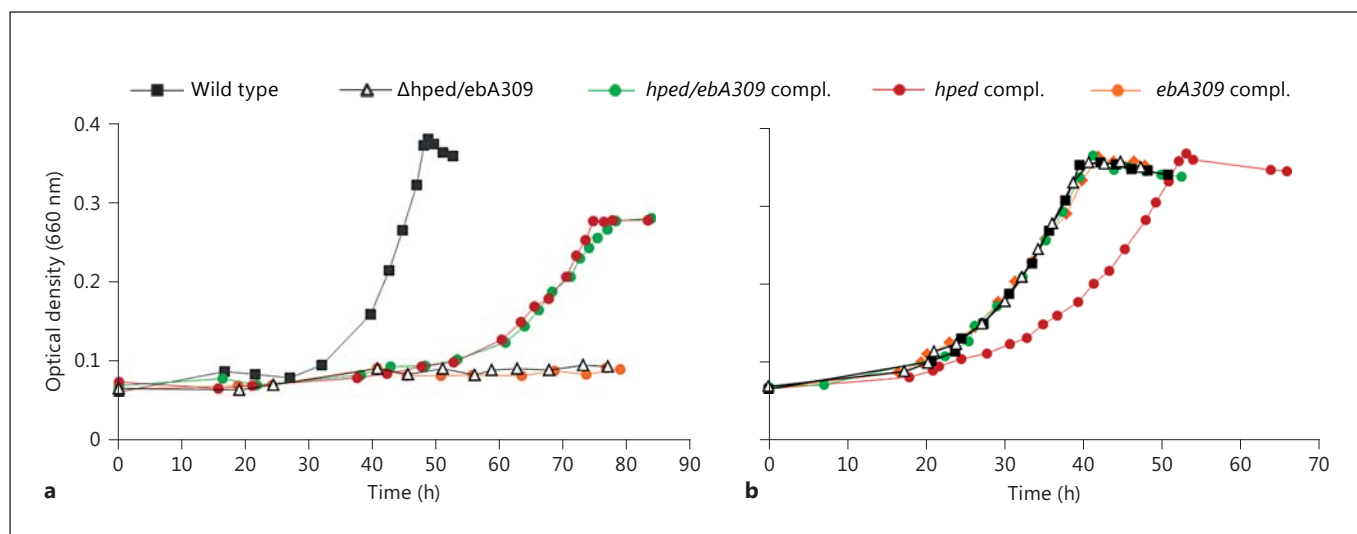 Wild type Δhped/ebA309 hped/ebA309 compl. hped compl. ebA309 compl.
0.4
0.3
0.2
0.1
0
Optical density (660 nm)
0 10 20 30 40 50 60 70 80 90
Time (h)
a
0 10 20 30 40 50 60 70
Time (h)
b